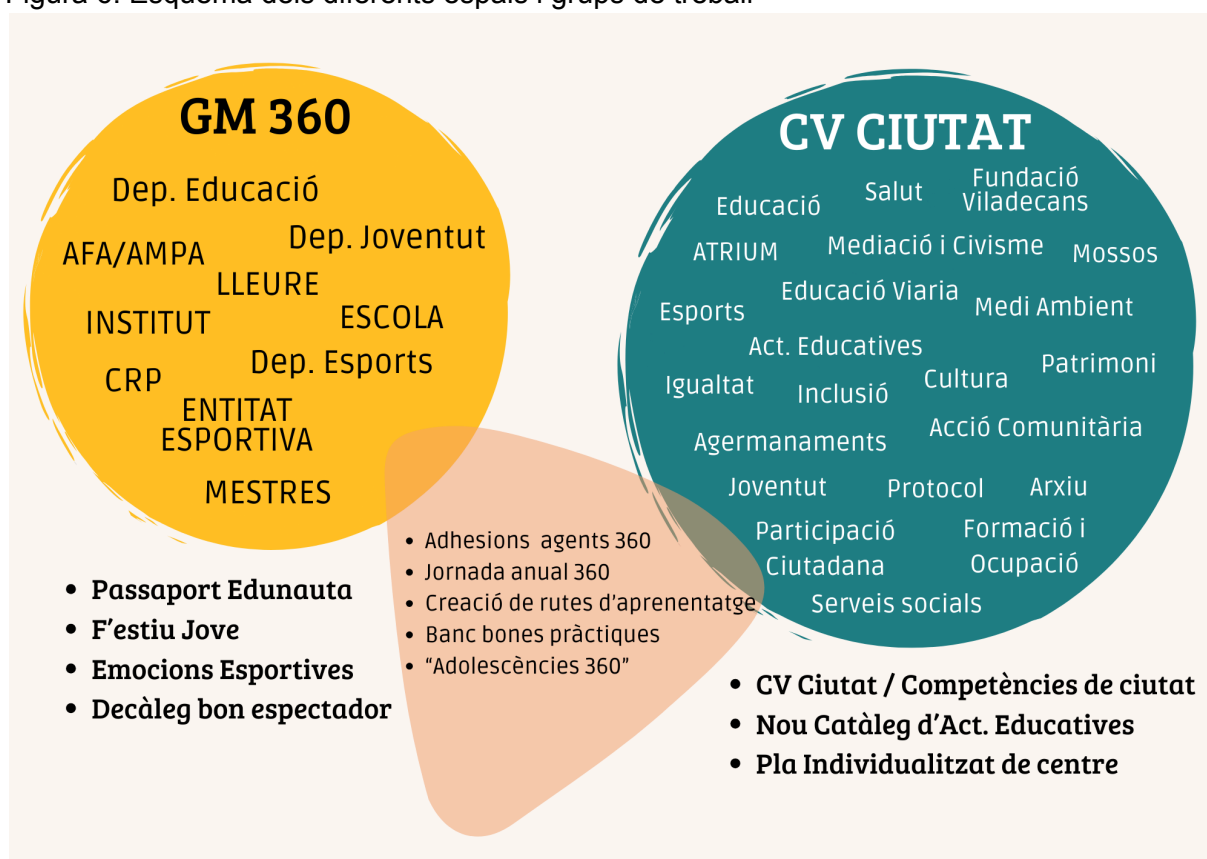 Figura 6. Esquema dels diferents espais i grups de treball
GM 360
Dep. Educació
Dep. Joventut
AFA/AMPA
LLEURE
INSTITUT
ESCOLA
Dep. Esports
CRP
ENTITAT
ESPORTIVA
MESTRES
• Passaport Edunauta
• F’estiu Jove
• Emocions Esportives
• Decàleg bon espectador
• Adhesions agents 360
• Jornada anual 360
• Creació de rutes d’aprenentatge
• Banc bones pràctiques
• “Adolescències 360”
CV CIUTAT
Educació
Salut
Fundació
Viladecans
ATRIUM
Mediació i Civisme
Mossos
Esports
Educació Viaria
Medi Ambient
Act. Educatives
Patrimoni
Igualtat
Inclusió
Cultura
Agermanaments
Acció Comunitària
Joventut
Protocol
Arxiu
Participació
Ciutadana
Formació i
Ocupació
Serveis socials
• CV Ciutat / Competències de ciutat
• Nou Catàleg d’Act. Educatives
• Pla Individualitzat de centre